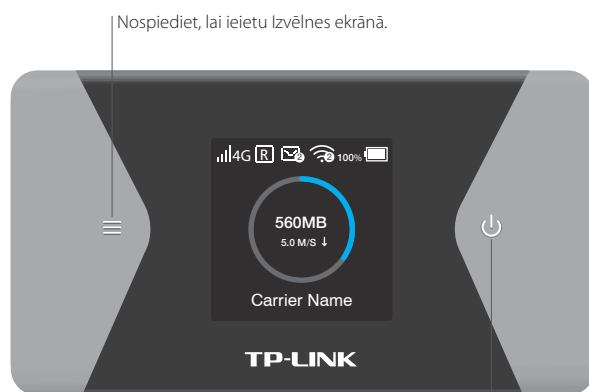 Nospiediet, lai ieietu Izvēlnes ekrānā.
4G R 2 2 100%
560MB
5.0 M/S ↓
Carrier Name
TP-LINK